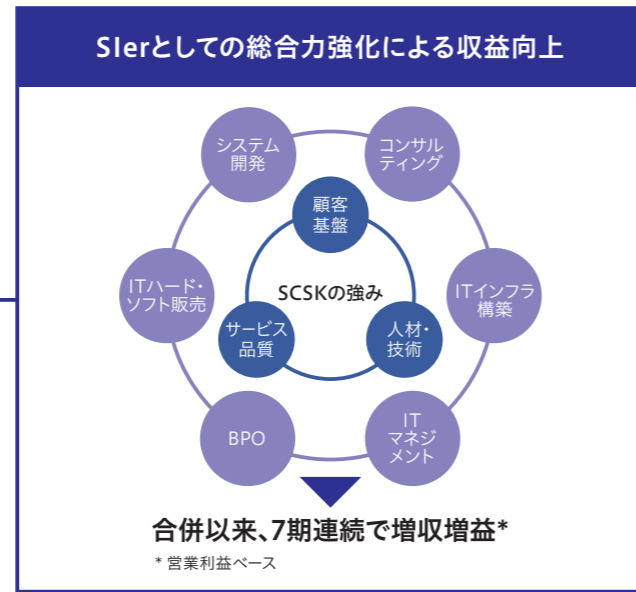 SIerとしての総合力強化による収益向上
システム
開発
コンサル
ティング
顧客
基盤
ITハード・
ソフト販売
SCSKの強み
ITインフラ
構築
サービス
品質
人材・
技術
BPO
IT
マネジ
メント
合併以来、7期連続で増収増益*
* 営業利益ベース